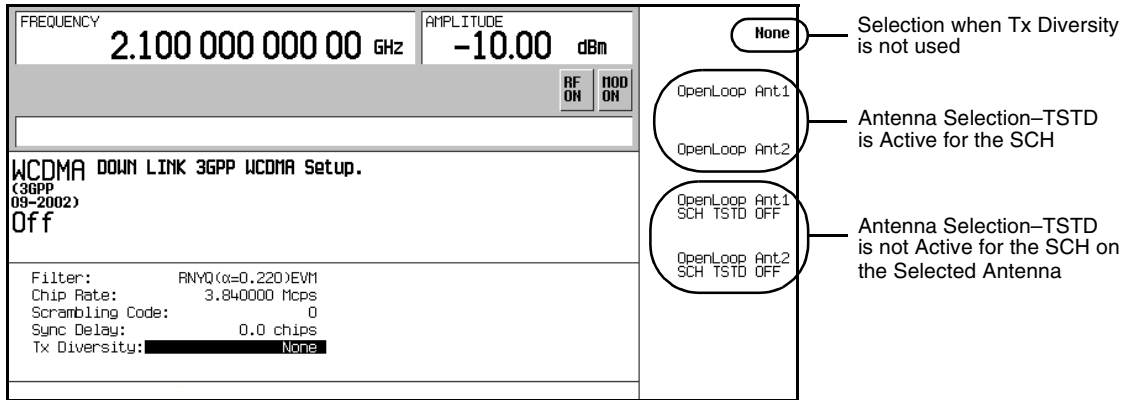 FREQUENCY
2.100 000 000 00 GHz
AMPLITUDE
-10.00 dBm
RF ON
MOD ON
WCDMA DOWN LINK 3GPP WCDMA Setup.
(3GPP
09-2002)
Off
Filter: RNYQ(α=0.220)EVM
Chip Rate: 3.840000 Mcps
Scrambling Code: 0
Sync Delay: 0.0 chips
Tx Diversity: None
None
OpenLoop Ant1
OpenLoop Ant2
OpenLoop Ant1
SCH TSTD OFF
OpenLoop Ant2
SCH TSTD OFF
Selection when Tx Diversity
is not used
Antenna Selection–TSTD
is Active for the SCH
Antenna Selection–TSTD
is not Active for the SCH on
the Selected Antenna